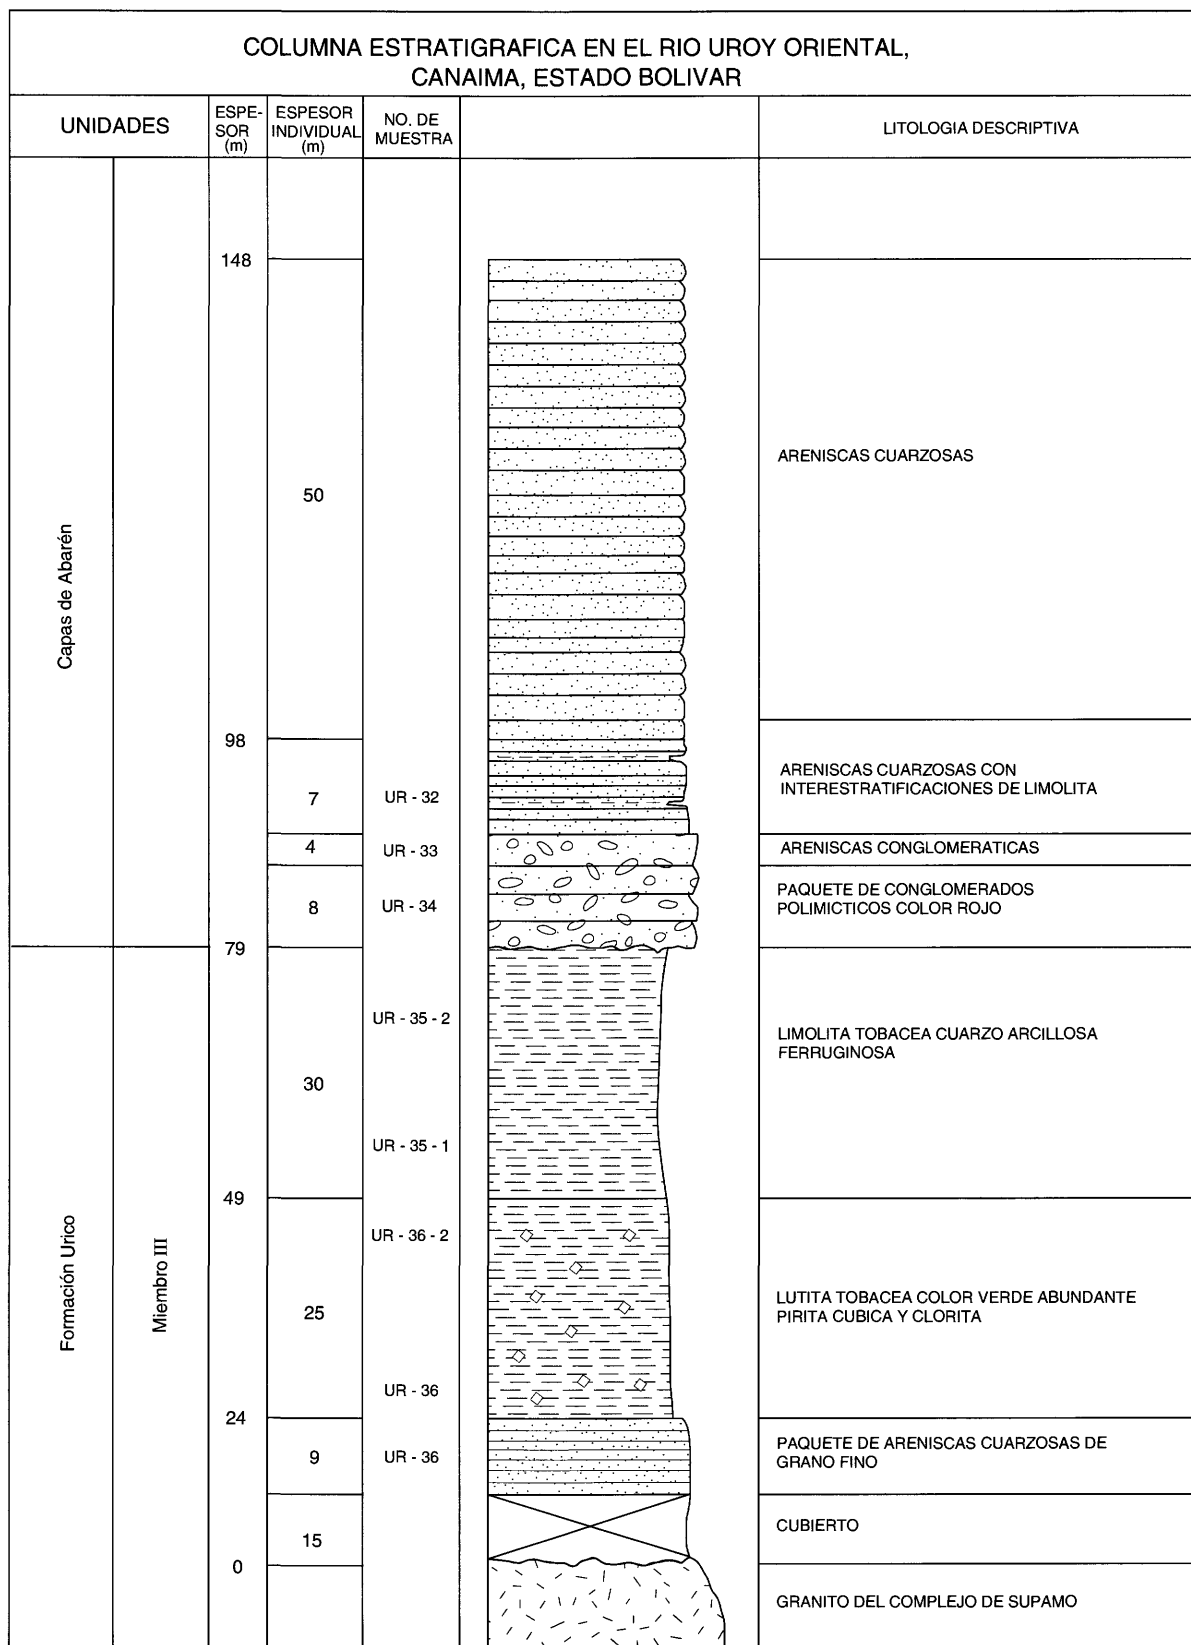 COLUMNA ESTRATIGRAFICA EN EL RIO UROY ORIENTAL,
CANAIMA, ESTADO BOLIVAR
UNIDADES
ESPE-
SOR
(m)
ESPESOR
INDIVIDUAL
(m)
NO. DE
MUESTRA
LITOLOGIA DESCRIPTIVA
148
50
ARENISCAS CUARZOSAS
Capas de Abarén
98
7
UR - 32
ARENISCAS CUARZOSAS CON
INTERESTRATIFICACIONES DE LIMOLITA
4
UR - 33
ARENISCAS CONGLOMERATICAS
8
UR - 34
PAQUETE DE CONGLOMERADOS
POLIMICTICOS COLOR ROJO
79
UR - 35 - 2
LIMOLITA TOBACEA CUARZO ARCILLOSA
FERRUGINOSA
30
UR - 35 - 1
49
UR - 36 - 2
Formación Urico
Miembro III
25
LUTITA TOBACEA COLOR VERDE ABUNDANTE
PIRITA CUBICA Y CLORITA
UR - 36
24
9
UR - 36
PAQUETE DE ARENISCAS CUARZOSAS DE
GRANO FINO
15
CUBIERTO
0
GRANITO DEL COMPLEJO DE SUPAMO